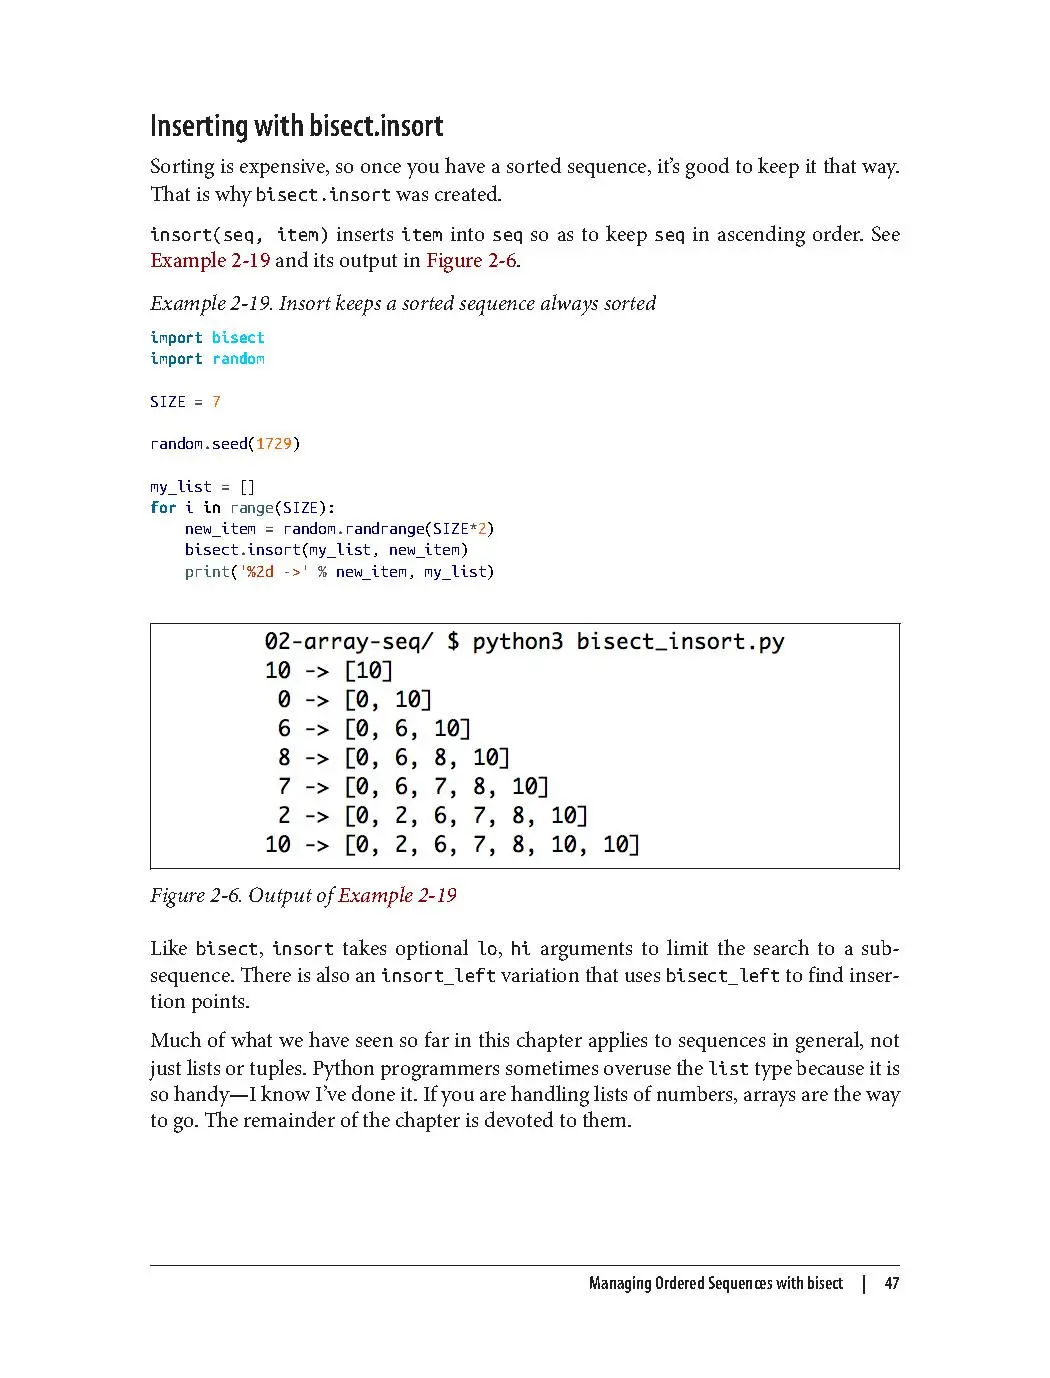 Inserting with bisect.insort
Sorting is expensive, so once you have a sorted sequence, it’s good to keep it that way.
That is why bisect.insort was created.
insort(seq, item) inserts item into seq so as to keep seq in ascending order. See
Example 2-19 and its output in Figure 2-6.
Example 2-19. Insort keeps a sorted sequence always sorted
import bisect
import random
SIZE = 7
random.seed(1729)
my_list = []
for i in range(SIZE):
    new_item = random.randrange(SIZE*2)
    bisect.insort(my_list, new_item)
    print('%2d ->' % new_item, my_list)
02-array-seq/ $ python3 bisect_insort.py
10 -> [10]
 0 -> [0, 10]
 6 -> [0, 6, 10]
 8 -> [0, 6, 8, 10]
 7 -> [0, 6, 7, 8, 10]
 2 -> [0, 2, 6, 7, 8, 10]
10 -> [0, 2, 6, 7, 8, 10, 10]
Figure 2-6. Output of Example 2-19
Like bisect, insort takes optional lo, hi arguments to limit the search to a sub-
sequence. There is also an insort_left variation that uses bisect_left to find inser-
tion points.
Much of what we have seen so far in this chapter applies to sequences in general, not
just lists or tuples. Python programmers sometimes overuse the list type because it is
so handy—I know I’ve done it. If you are handling lists of numbers, arrays are the way
to go. The remainder of the chapter is devoted to them.
Managing Ordered Sequences with bisect | 47